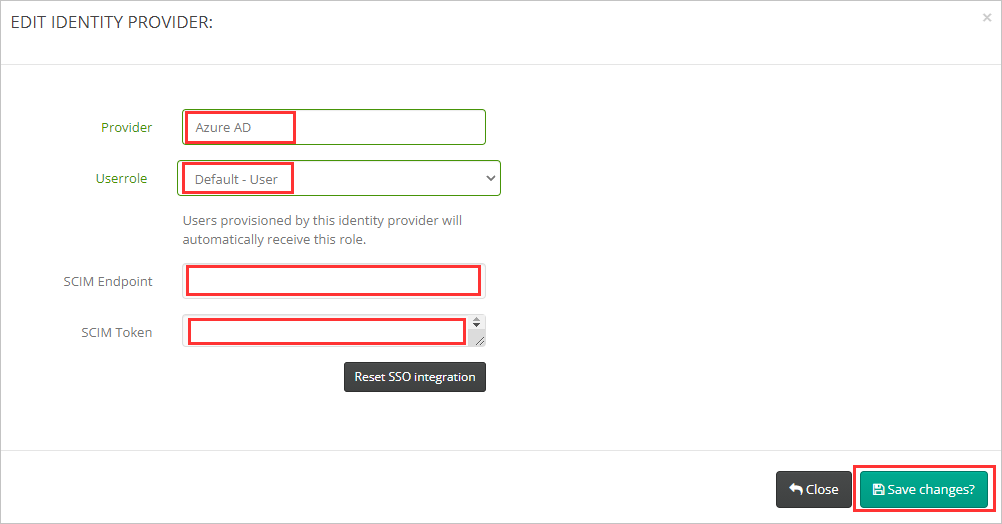 EDIT IDENTITY PROVIDER:
×
Provider
Azure AD
Userrole
Default - User
Users provisioned by this identity provider will
automatically receive this role.
SCIM Endpoint
SCIM Token
Reset SSO integration
Close
Save changes?